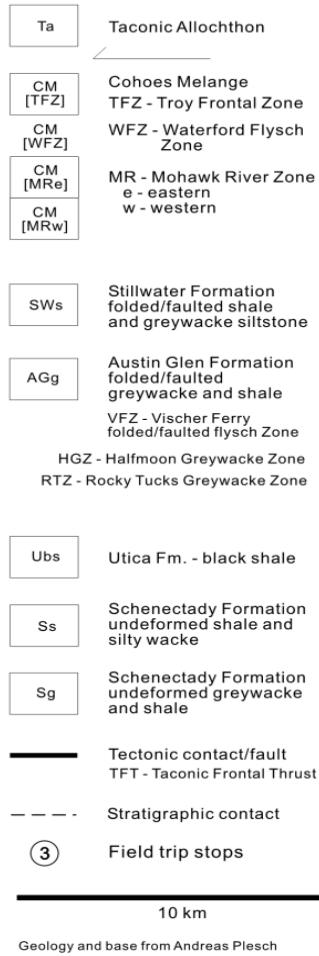 Ta Taconic Allochthon
CM [TFZ] Cohoes Melange
TFZ - Troy Frontal Zone
CM [WFZ] WFZ - Waterford Flysch
Zone
CM [MRe] MR - Mohawk River Zone
e - eastern
CM [MRw] w - western
SWs Stillwater Formation
folded/faulted shale
and greywacke siltstone
AGg Austin Glen Formation
folded/faulted
greywacke and shale
VFZ - Vischer Ferry
folded/faulted flysch Zone
HGZ - Halfmoon Greywacke Zone
RTZ - Rocky Tucks Greywacke Zone
Ubs Utica Fm. - black shale
Ss Schenectady Formation
undeformed shale and
silty wacke
Sg Schenectady Formation
undeformed greywacke
and shale
Tectonic contact/fault
TFT - Taconic Frontal Thrust
Stratigraphic contact
3 Field trip stops
10 km
Geology and base from Andreas Plesch